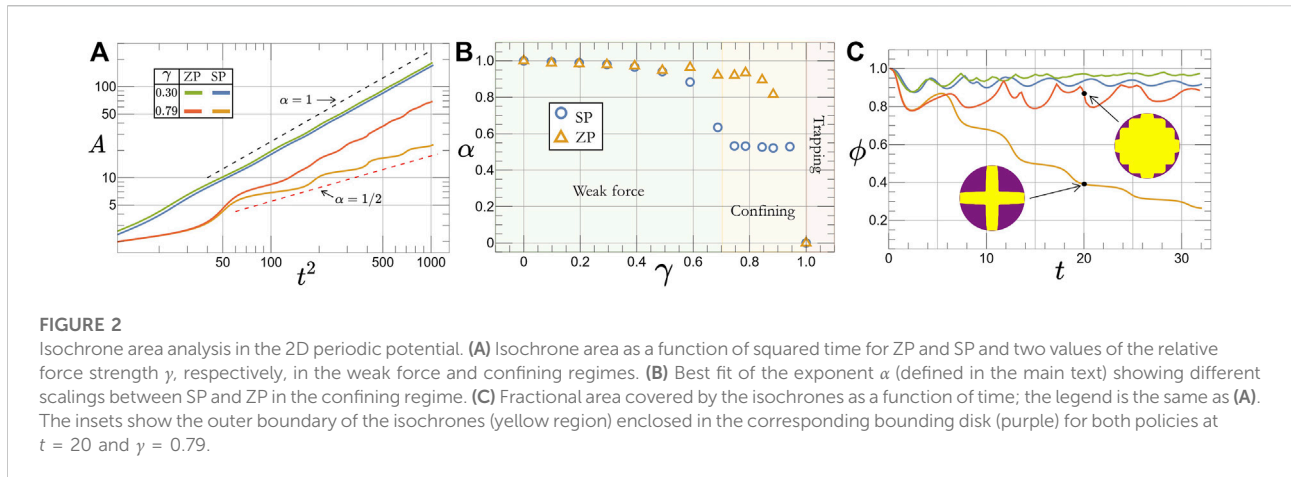 A
γ ZP SP
0.30
0.79
α = 1
α = 1/2
A
100
50
10
5
50 100 500 1000
t²
B
1.0
0.8
0.6
0.4
0.2
0
α
SP
ZP
Weak force
Confining
Trapping
0 0.2 0.4 0.6 0.8 1.0
γ
C
1.0
0.8
0.6
0.4
0.2
ϕ
0 10 20 30
t
FIGURE 2
Isochrone area analysis in the 2D periodic potential. (A) Isochrone area as a function of squared time for ZP and SP and two values of the relative
force strength γ, respectively, in the weak force and confining regimes. (B) Best fit of the exponent α (defined in the main text) showing different
scalings between SP and ZP in the confining regime. (C) Fractional area covered by the isochrones as a function of time; the legend is the same as (A).
The insets show the outer boundary of the isochrones (yellow region) enclosed in the corresponding bounding disk (purple) for both policies at
t = 20 and γ = 0.79.